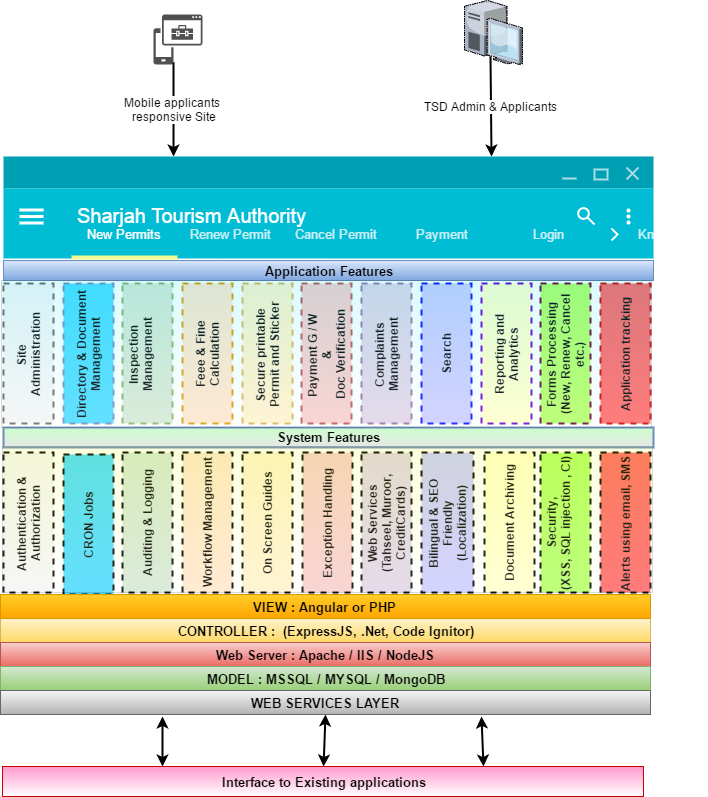 Mobile applicants
responsive Site
TSD Admin & Applicants
Sharjah Tourism Authority
New Permits
Renew Permit
Cancel Permit
Payment
Login
Kn
Application Features
Site
Administration
Directory & Document
Management
Inspection
Management
Feee & Fine
Calculation
Secure printable
Permit and Sticker
Payment G / W
&
Doc Verification
Complaints
Management
Search
Reporting and
Analytics
Forms Processing
(New, Renew, Cancel
etc.)
Application tracking
System Features
Authentication &
Authorization
CRON Jobs
Auditing & Logging
Workflow Management
On Screen Guides
Exception Handling
Web Services
(Tahseel, Muroor,
CreditCards)
Bilingual & SEO
Friendly
(Localization)
Document Archiving
Security,
(XSS, SQL injection , CI)
Alerts using email, SMS
VIEW : Angular or PHP
CONTROLLER : (ExpressJS, .Net, Code Ignitor)
Web Server : Apache / IIS / NodeJS
MODEL : MSSQL / MYSQL / MongoDB
WEB SERVICES LAYER
Interface to Existing applications